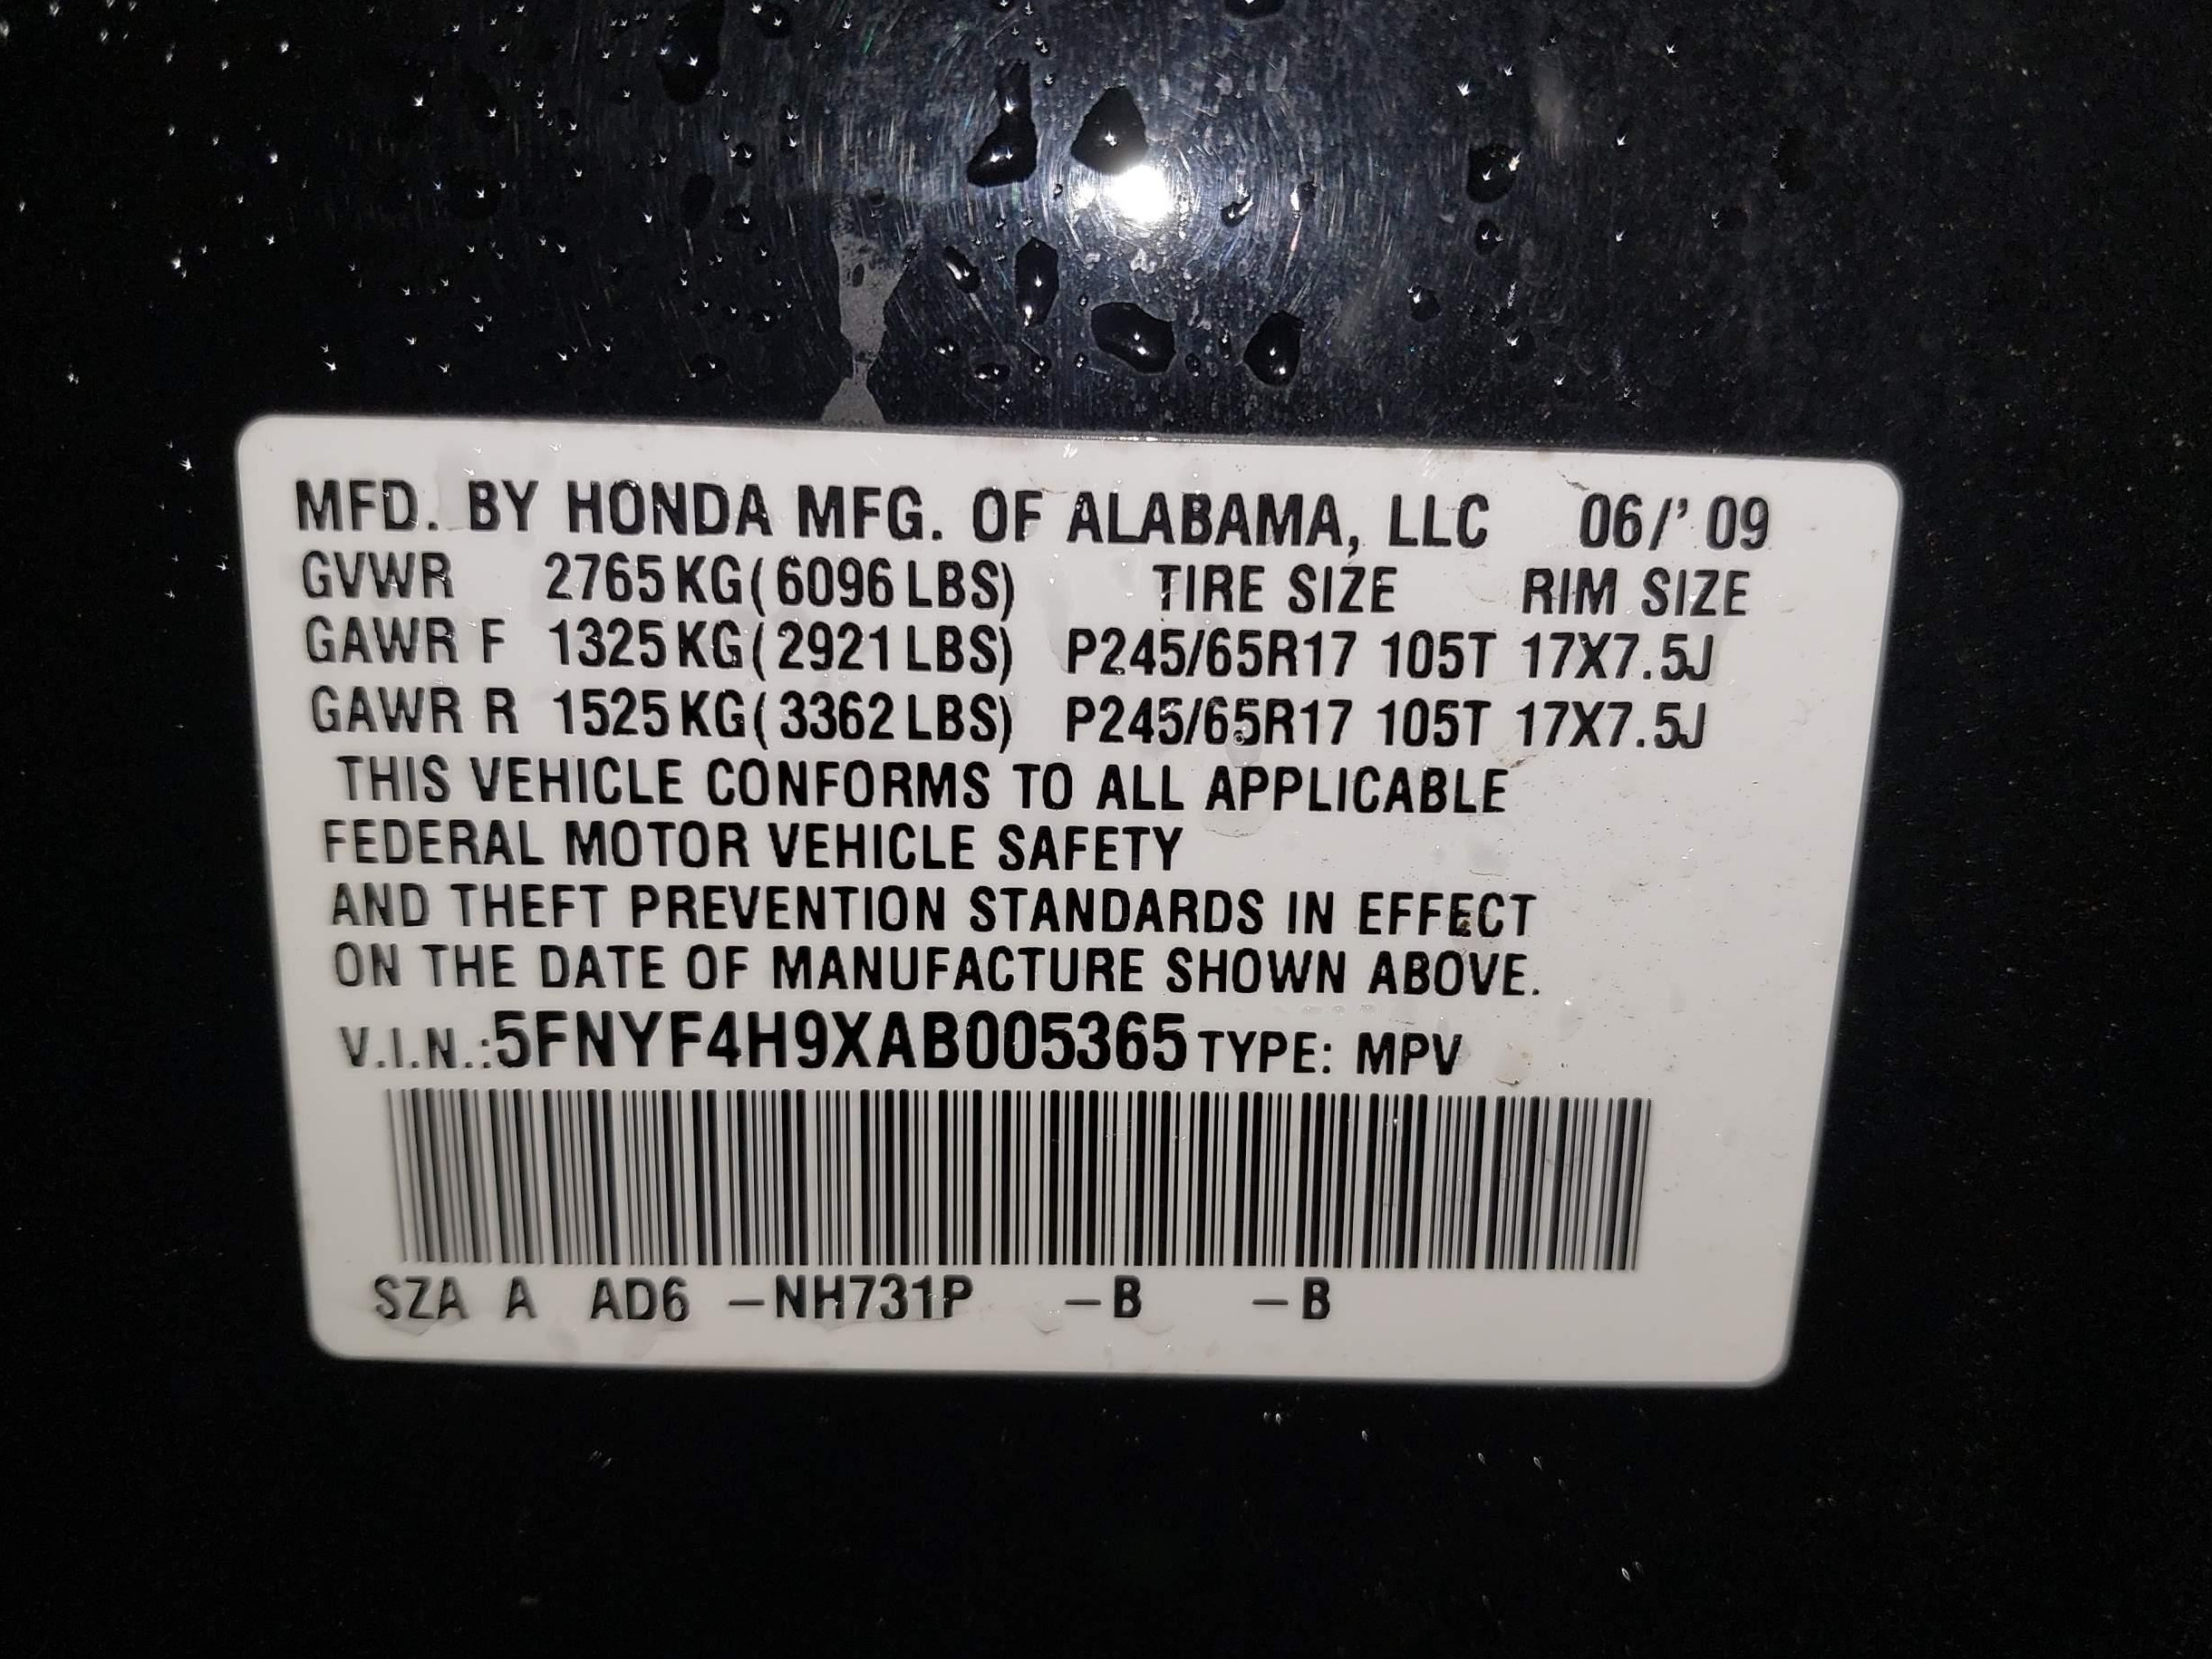 MFD. BY HONDA MFG. OF ALABAMA, LLC 06/' 09
GVWR 2765 KG( 6096 LBS) TIRE SIZE RIM SIZE
GAWR F 1325 KG( 2921 LBS) P245/65R17 105T 17X7.5J
GAWR R 1525 KG( 3362 LBS) P245/65R17 105T 17X7.5J
THIS VEHICLE CONFORMS TO ALL APPLICABLE
FEDERAL MOTOR VEHICLE SAFETY
AND THEFT PREVENTION STANDARDS IN EFFECT
ON THE DATE OF MANUFACTURE SHOWN ABOVE.
V.I.N.:5FNYF4H9XAB005365 TYPE: MPV
SZA A AD6 –NH731P –B –B